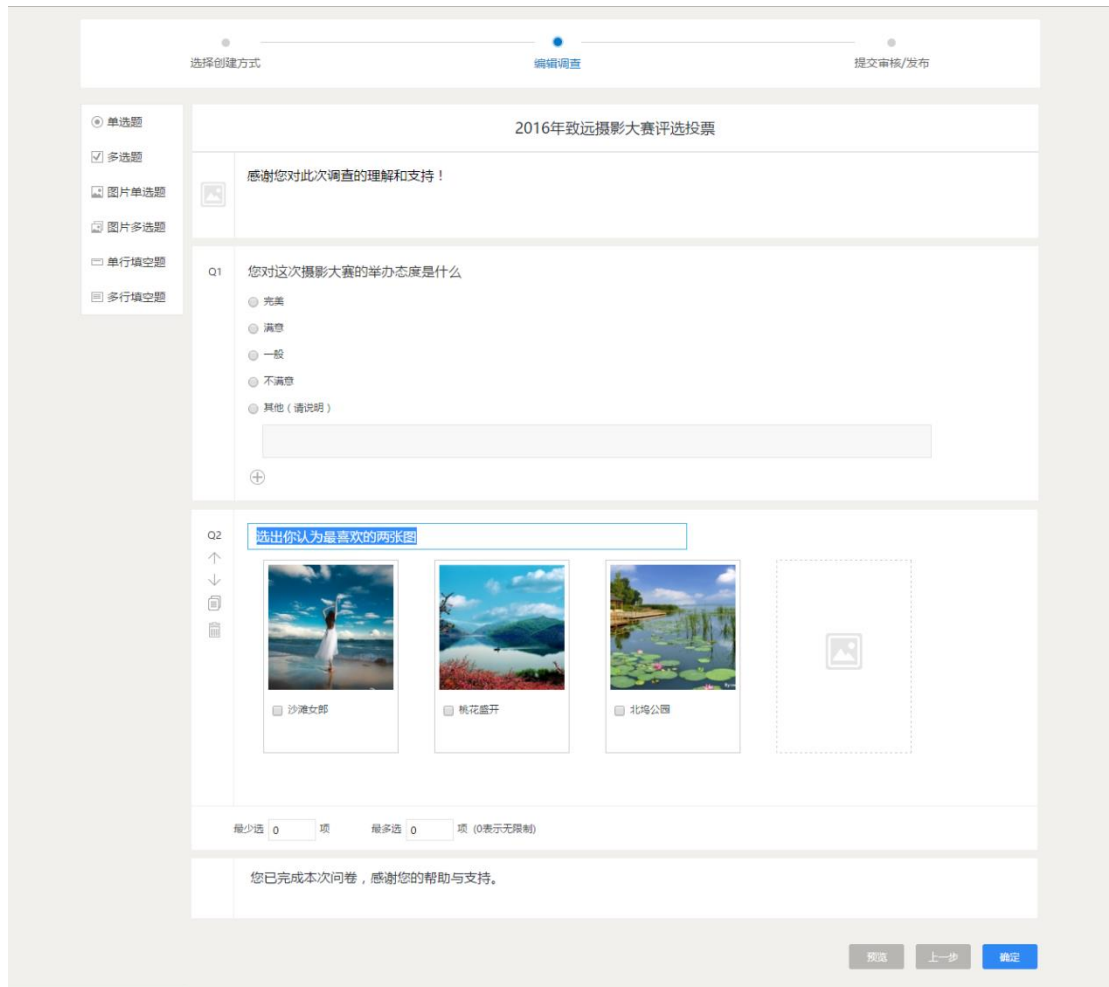 选择创建方式 编辑调查 提交审核/发布
单选题
多选题
图片单选题
图片多选题
单行填空题
多行填空题
2016年致远摄影大赛评选投票
感谢您对此次调查的理解和支持！
Q1 您对这次摄影大赛的举办态度是什么
完美
满意
一般
不满意
其他（请说明）
Q2 选出你认为最喜欢的两张图
沙滩女郎 桃花盛开 北坞公园
最少选 0 项 最多选 0 项 (0表示无限制)
您已完成本次问卷，感谢您的帮助与支持。
预览 上一步 确定